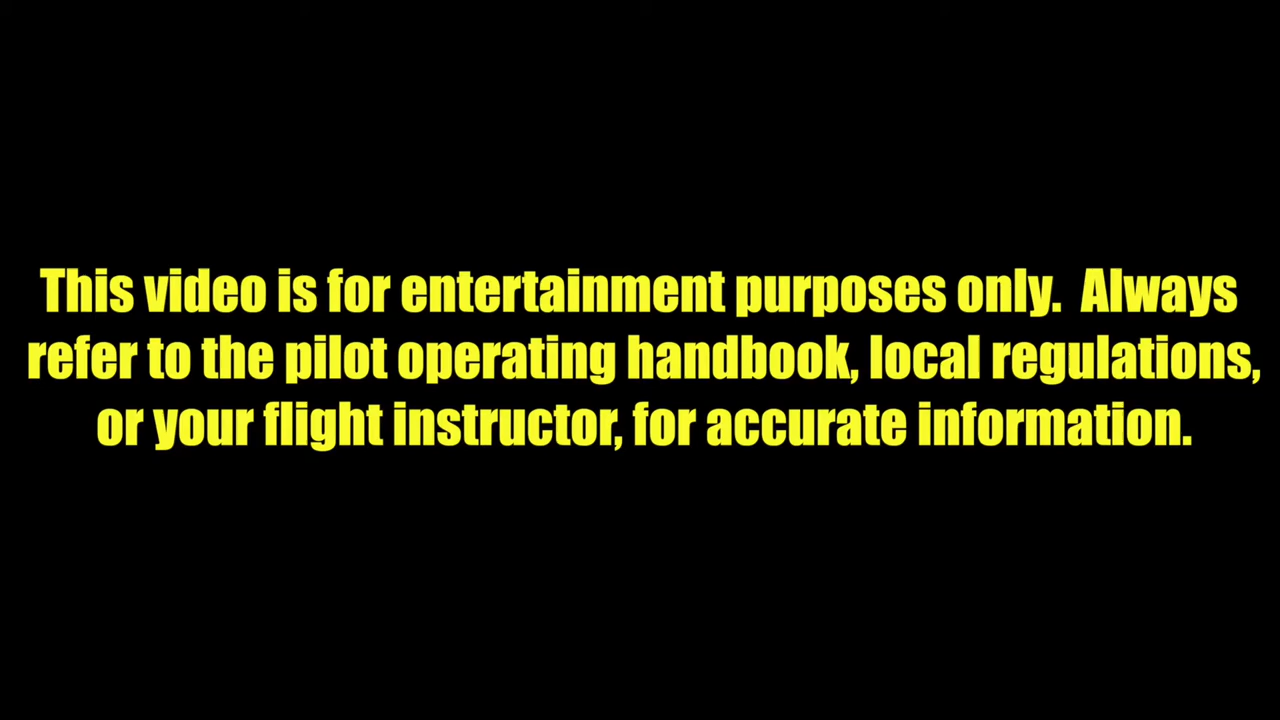 This video is for entertainment purposes only.  Always
refer to the pilot operating handbook, local regulations,
or your flight instructor, for accurate information.